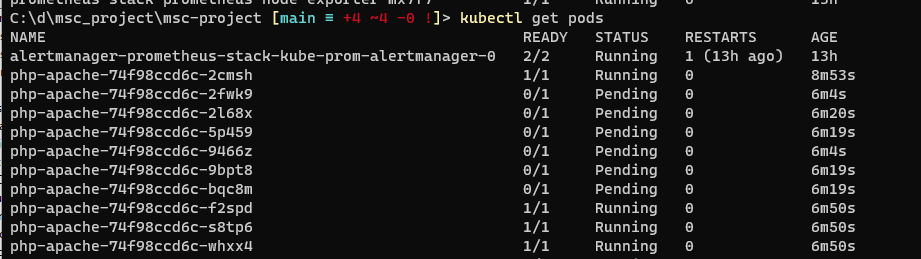 prometheus-stack-prometheus-node-exporter-mx7f7 1/1 Running 0 13h
C:\d\msc_project\msc-project [main ≡ +4 ~4 -0 !]> kubectl get pods
NAME READY STATUS RESTARTS AGE
alertmanager-prometheus-stack-kube-prom-alertmanager-0 2/2 Running 1 (13h ago) 13h
php-apache-74f98ccd6c-2cmsh 1/1 Running 0 8m53s
php-apache-74f98ccd6c-2fwk9 0/1 Pending 0 6m4s
php-apache-74f98ccd6c-2l68x 0/1 Pending 0 6m20s
php-apache-74f98ccd6c-5p459 0/1 Pending 0 6m19s
php-apache-74f98ccd6c-9466z 0/1 Pending 0 6m4s
php-apache-74f98ccd6c-9bpt8 0/1 Pending 0 6m19s
php-apache-74f98ccd6c-bqc8m 0/1 Pending 0 6m19s
php-apache-74f98ccd6c-f2spd 1/1 Running 0 6m50s
php-apache-74f98ccd6c-s8tp6 1/1 Running 0 6m50s
php-apache-74f98ccd6c-whxx4 1/1 Running 0 6m50s